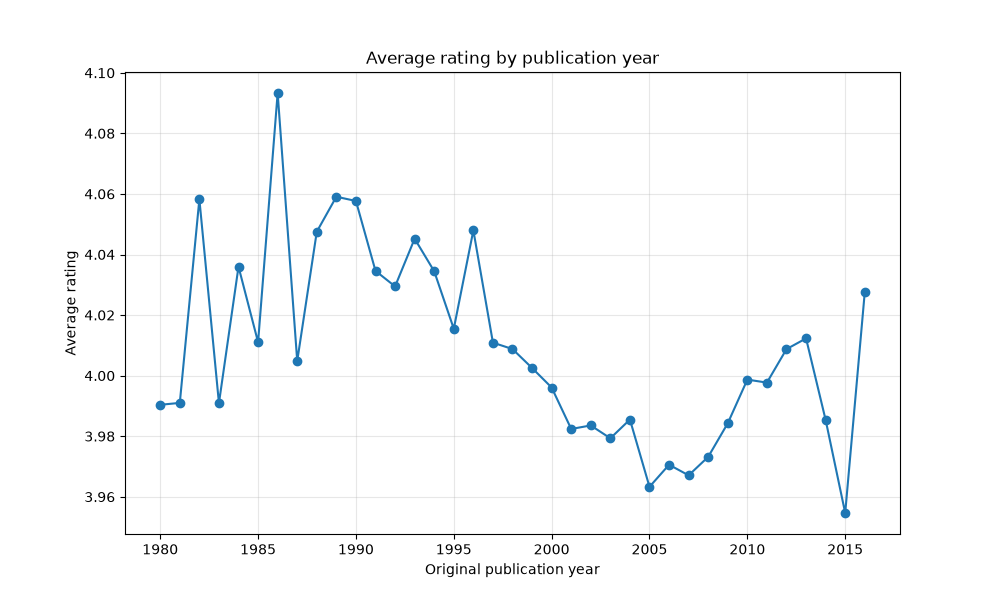 Average rating by publication year
4.10
4.08
4.06
4.04
4.02
4.00
3.98
3.96
Average rating
1980 1985 1990 1995 2000 2005 2010 2015
Original publication year